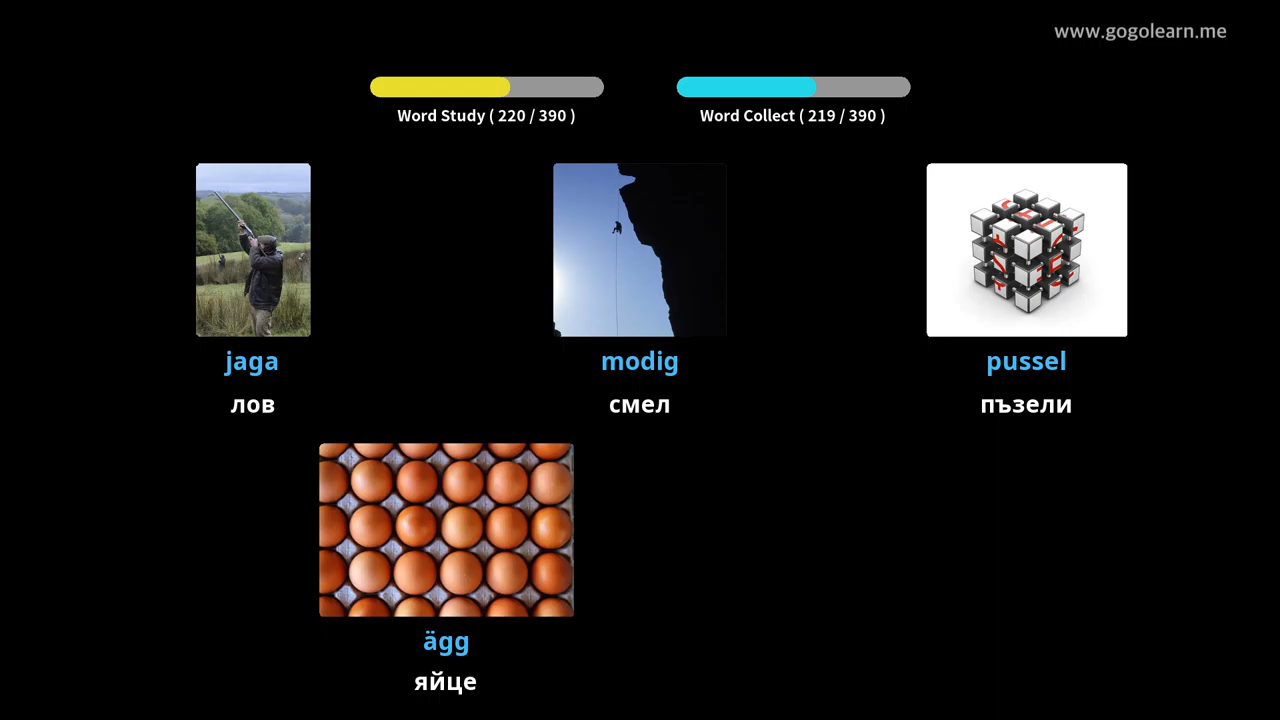 www.gogolearn.me
Word Study ( 220 / 390 )
Word Collect ( 219 / 390 )
jaga
modig
pussel
лов
смел
пъзели
ägg
яйце